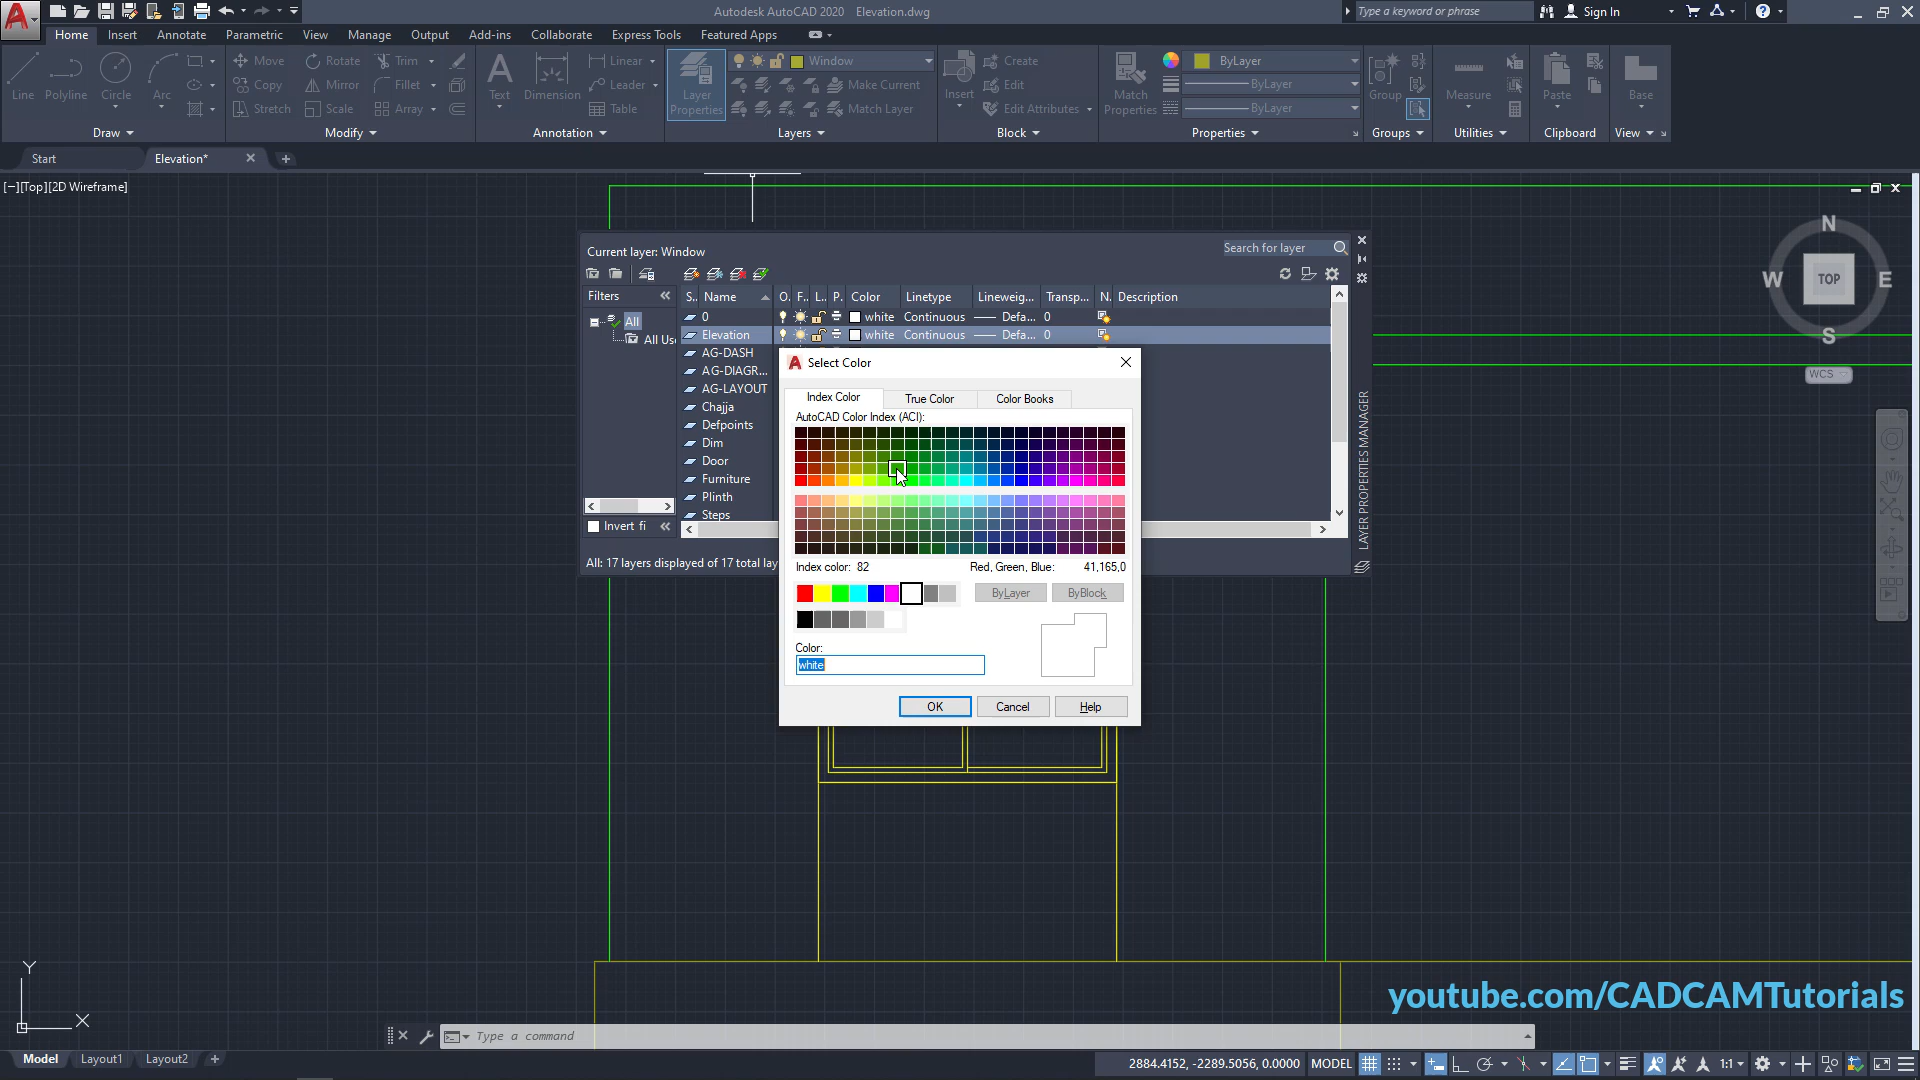 Autodesk AutoCAD 2020 Elevation.dwg
Type a keyword or phrase
Sign In
Home Insert Annotate Parametric View Manage Output Add-ins Collaborate Express Tools Featured Apps
Line Polyline Circle Arc
Move Rotate Trim
Copy Mirror Fillet
Stretch Scale Array
Text Dimension
Linear
Leader
Table
Layer Properties
Window
Make Current
Match Layer
Insert
Create
Edit
Edit Attributes
Match Properties
ByLayer
ByLayer
ByLayer
Group
Measure
Paste
Base
Draw Modify Annotation Layers Block Properties Groups Utilities Clipboard View
Start Elevation*
[−][Top][2D Wireframe]
N
W TOP E
S
WCS
Current layer: Window
Search for layer
Filters
S.. Name O. F.. L.. P. Color Linetype Lineweig... Transp... N. Description
All
All Us
0 white Continuous Defa... 0
Elevation white Continuous Defa... 0
AG-DASH
AG-DIAGR...
AG-LAYOUT
Chajja
Defpoints
Dim
Door
Furniture
Plinth
Steps
Invert fi
All: 17 layers displayed of 17 total lay
LAYER PROPERTIES MANAGER
Select Color
Index Color True Color Color Books
AutoCAD Color Index (ACI):
Index color: 82 Red, Green, Blue: 41,165,0
ByLayer ByBlock
Color:
white
OK Cancel Help
Y
X
youtube.com/CADCAMTutorials
Type a command
Model Layout1 Layout2
2884.4152, -2289.5056, 0.0000 MODEL 1:1